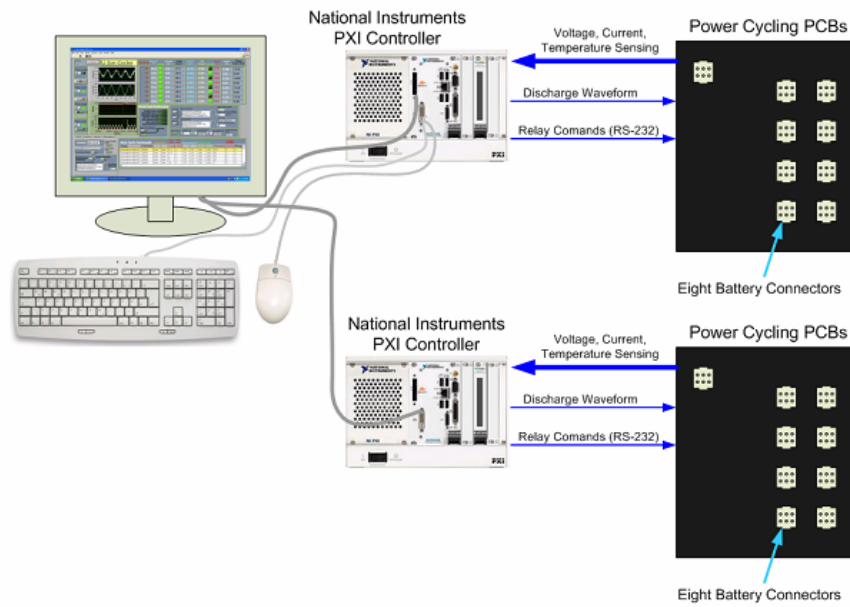 National Instruments
PXI Controller
Voltage, Current,
Temperature Sensing
Power Cycling PCBs
Discharge Waveform
Relay Comands (RS-232)
PXI
Eight Battery Connectors
National Instruments
PXI Controller
Voltage, Current,
Temperature Sensing
Power Cycling PCBs
Discharge Waveform
Relay Comands (RS-232)
PXI
Eight Battery Connectors